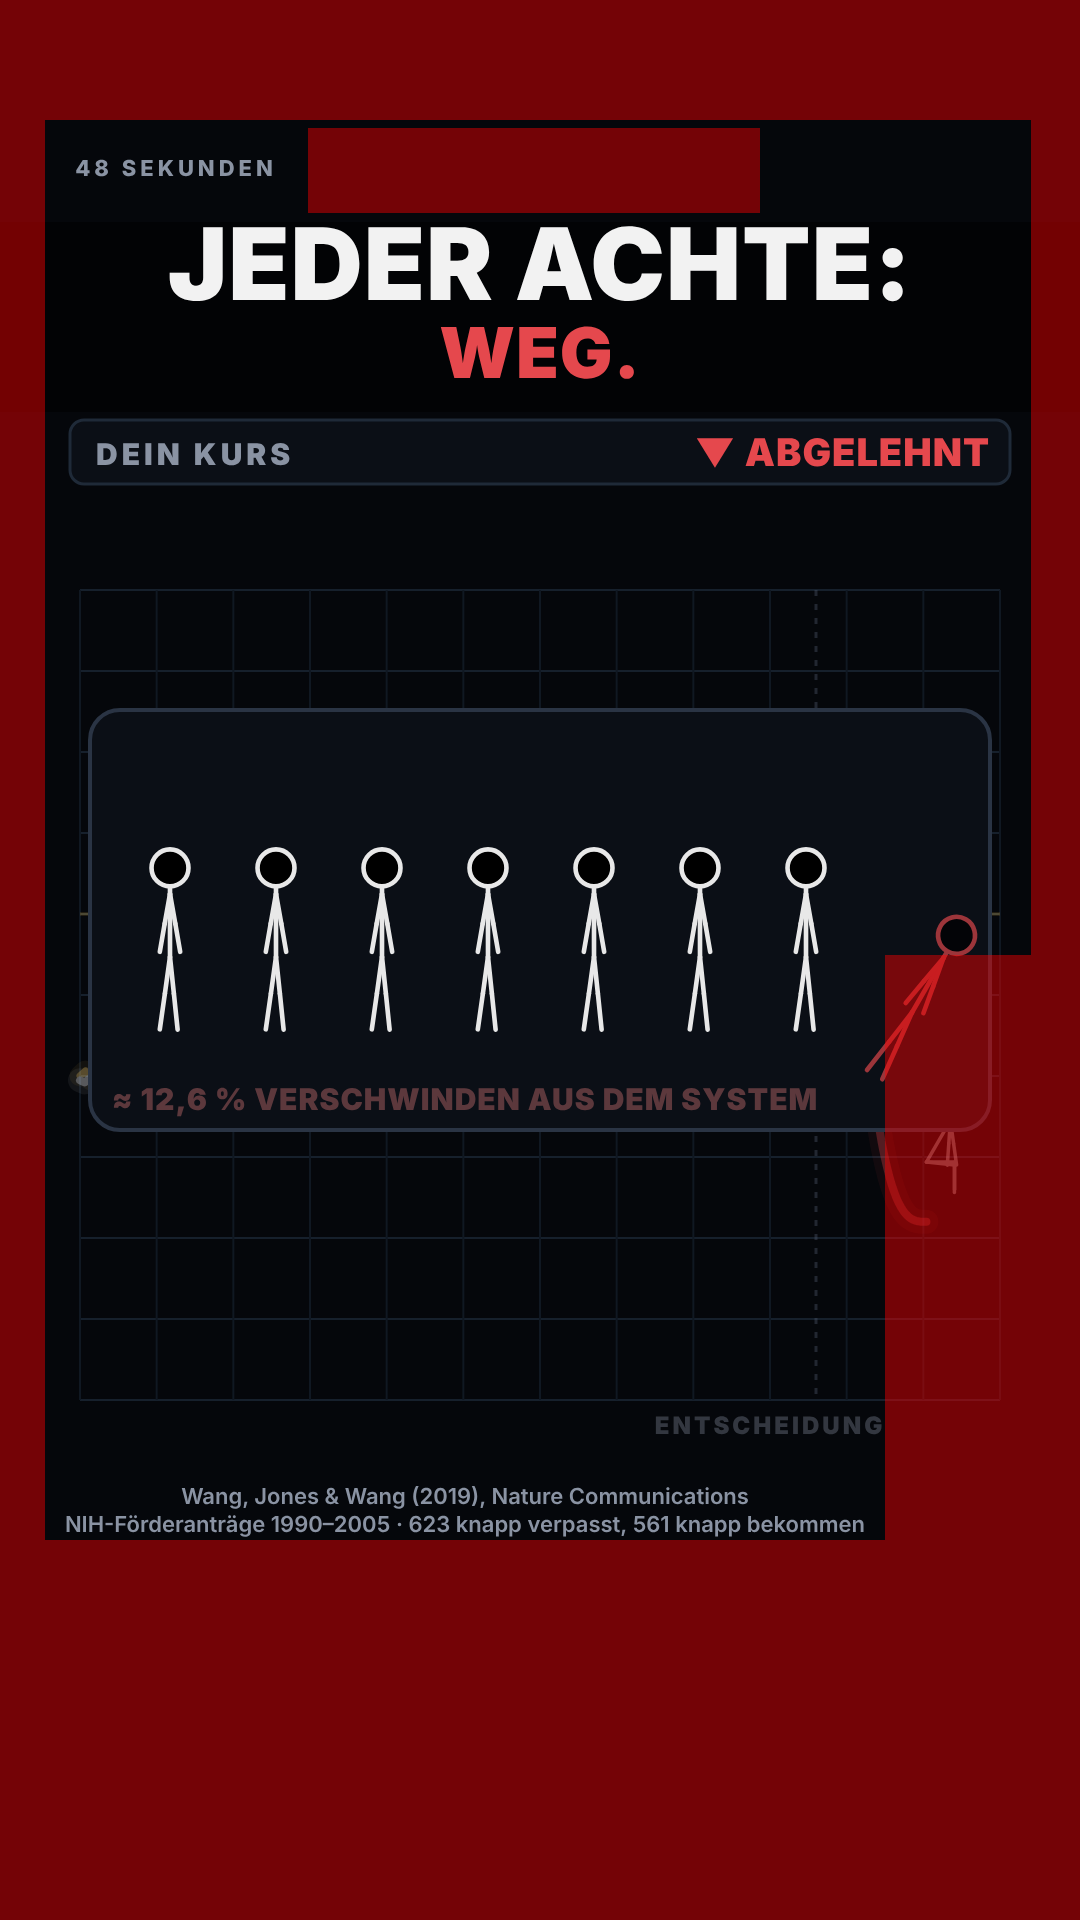 48 SEKUNDEN
JEDER ACHTE:
WEG.
DEIN KURS
▼ ABGELEHNT
≈ 12,6 % VERSCHWINDEN AUS DEM SYSTEM
ENTSCHEIDUNG
Wang, Jones & Wang (2019), Nature Communications
NIH-Förderanträge 1990–2005 · 623 knapp verpasst, 561 knapp bekommen